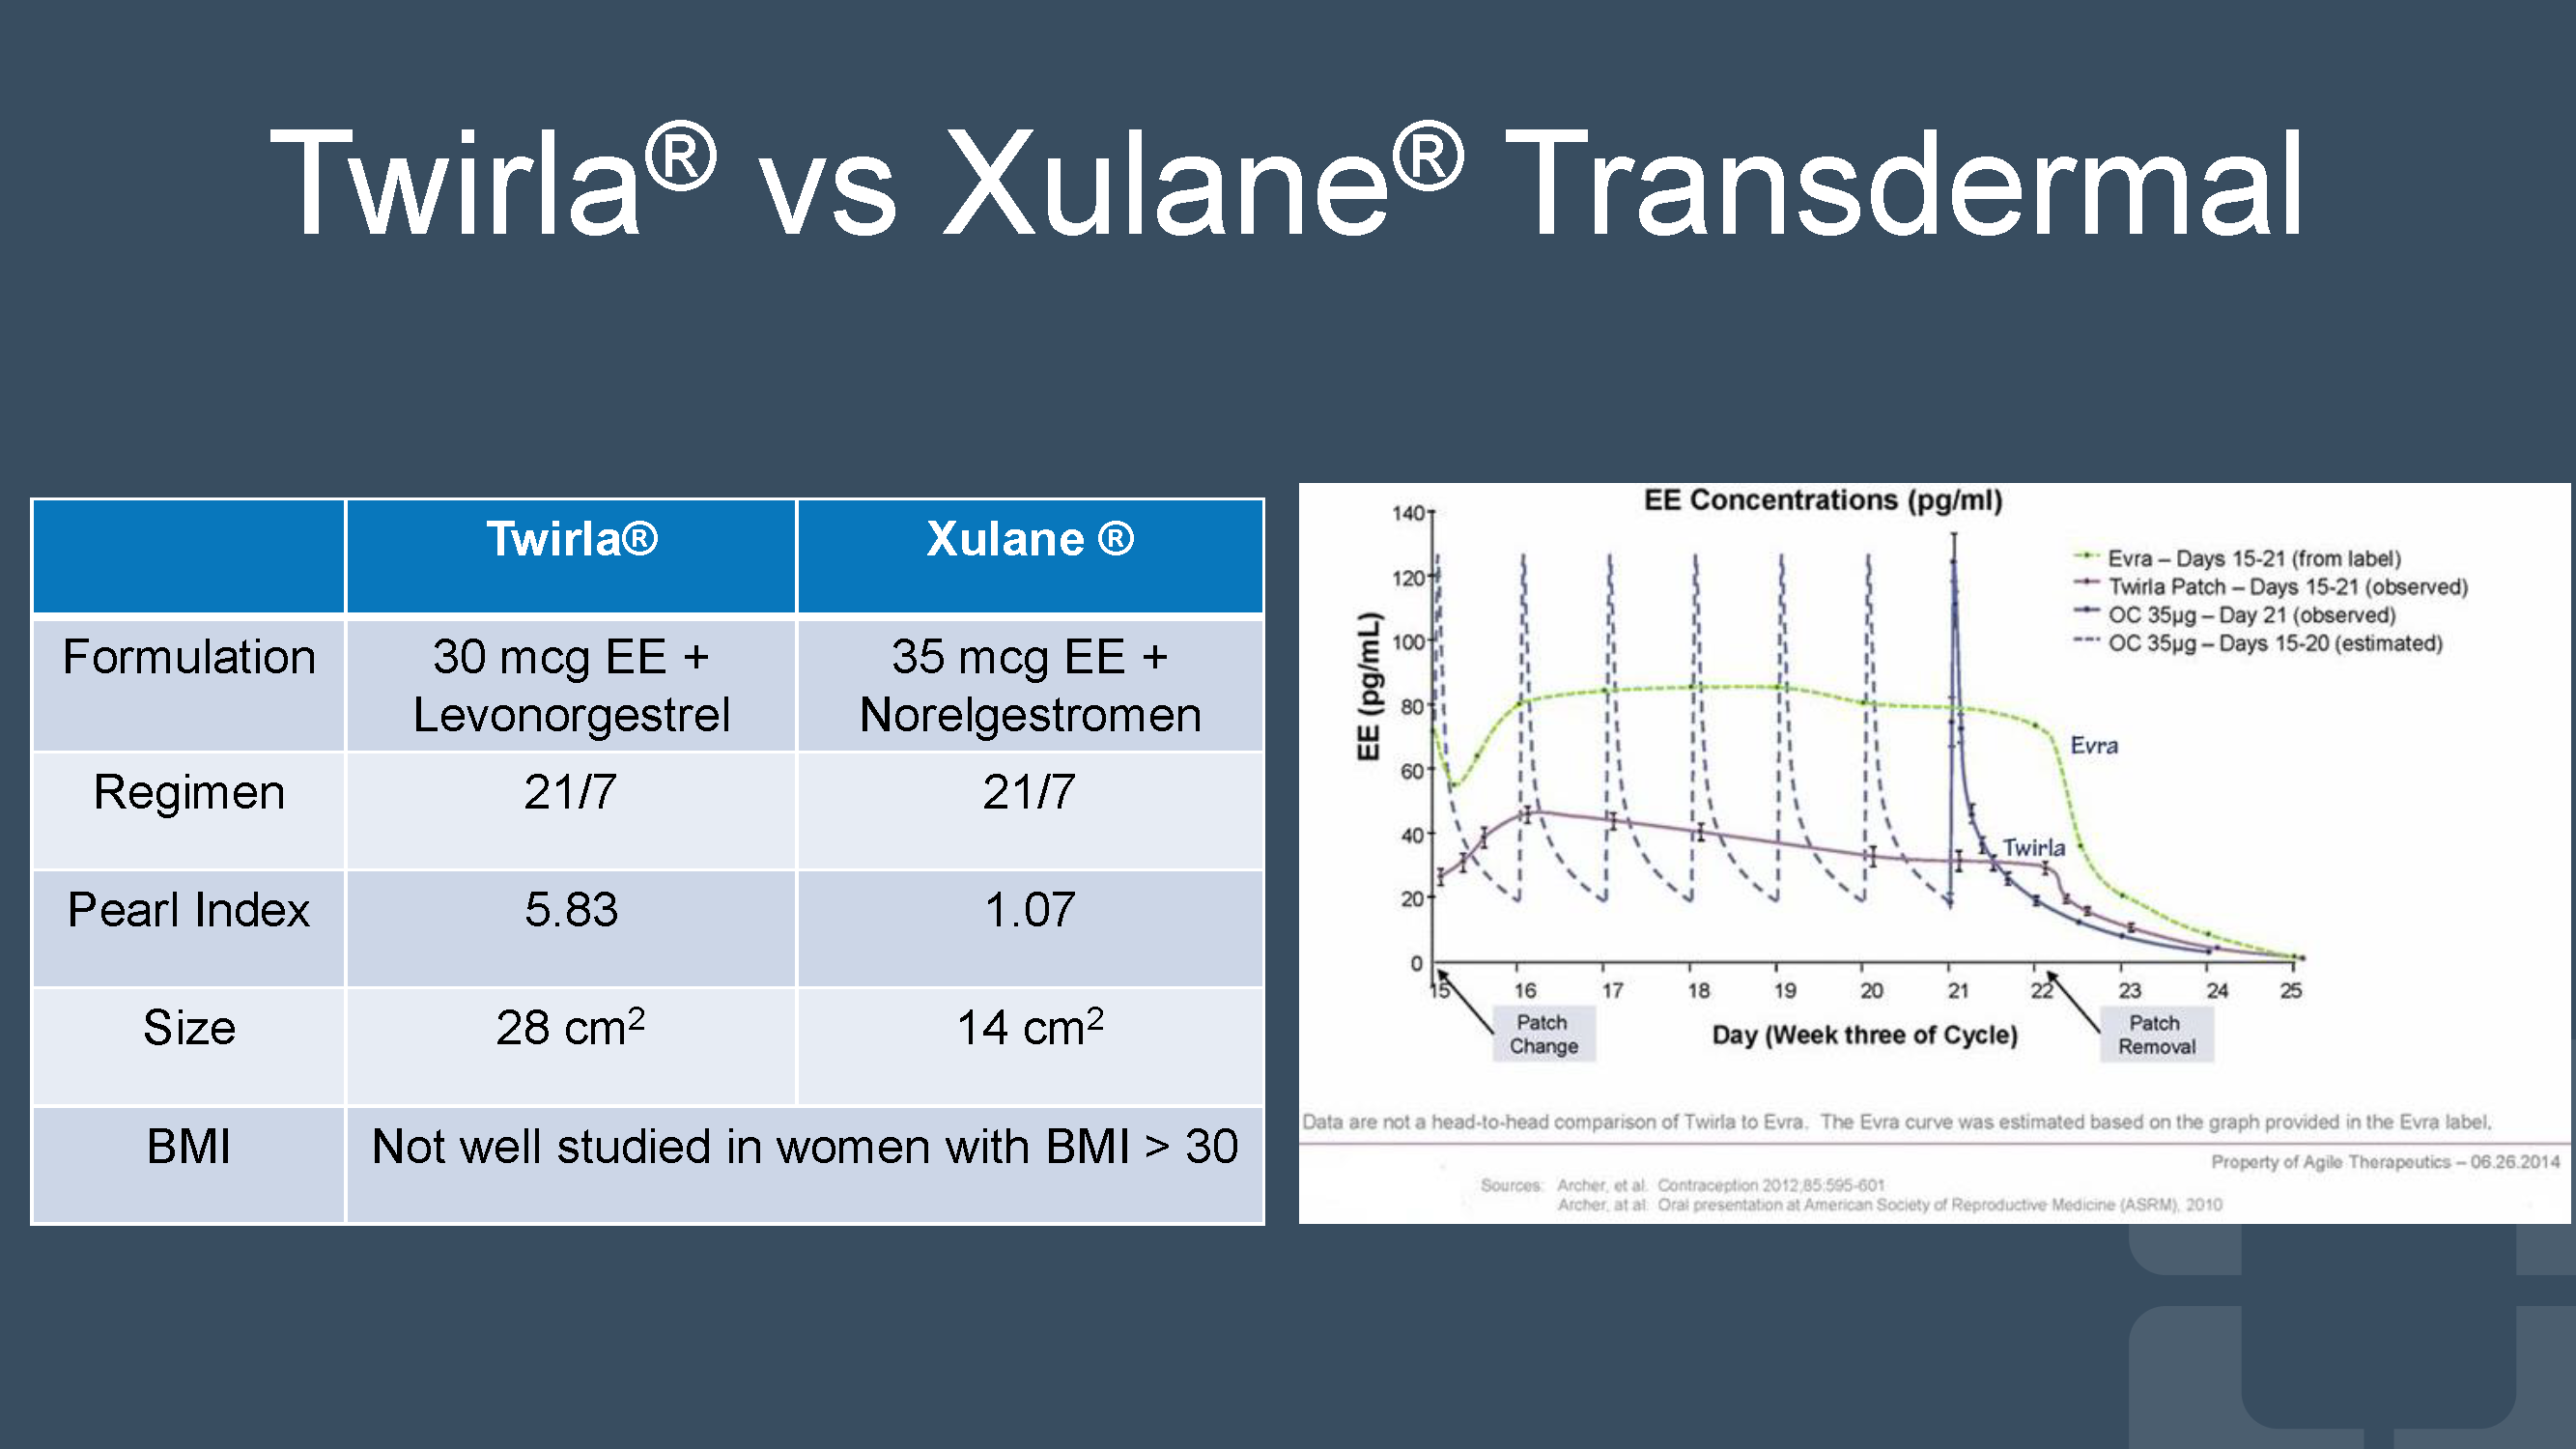 Twirla® vs Xulane® Transdermal
Twirla® Xulane ®
Formulation 30 mcg EE + Levonorgestrel 35 mcg EE + Norelgestromen
Regimen 21/7 21/7
Pearl Index 5.83 1.07
Size 28 cm² 14 cm²
BMI Not well studied in women with BMI > 30
EE Concentrations (pg/ml)
EE (pg/mL)
140
120
100
80
60
40
20
0
Evra – Days 15-21 (from label)
Twirla Patch – Days 15-21 (observed)
OC 35µg – Day 21 (observed)
OC 35µg – Days 15-20 (estimated)
Evra
Twirla
15 16 17 18 19 20 21 22 23 24 25
Patch
Change
Day (Week three of Cycle)
Patch
Removal
Data are not a head-to-head comparison of Twirla to Evra. The Evra curve was estimated based on the graph provided in the Evra label.
Property of Agile Therapeutics – 06.26.2014
Sources: Archer, et al. Contraception 2012;85:595-601
Archer, at al. Oral presentation at American Society of Reproductive Medicine (ASRM), 2010